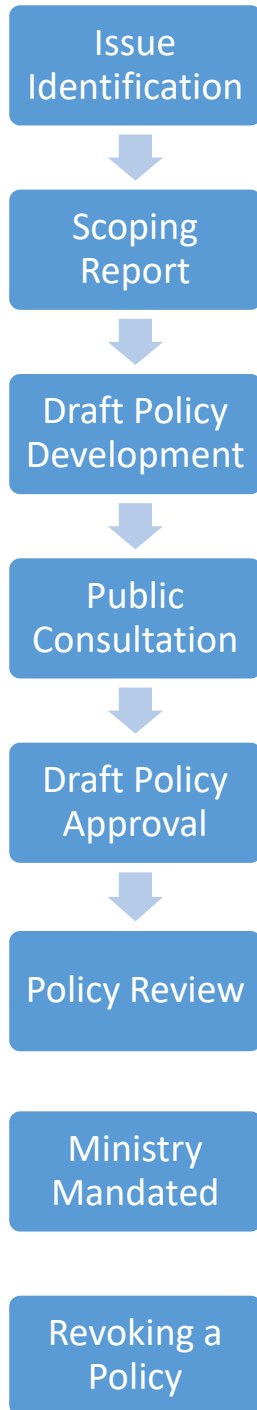 Issue
Identification
Scoping
Report
Draft Policy
Development
Public
Consultation
Draft Policy
Approval
Policy Review
Ministry
Mandated
Revoking a
Policy